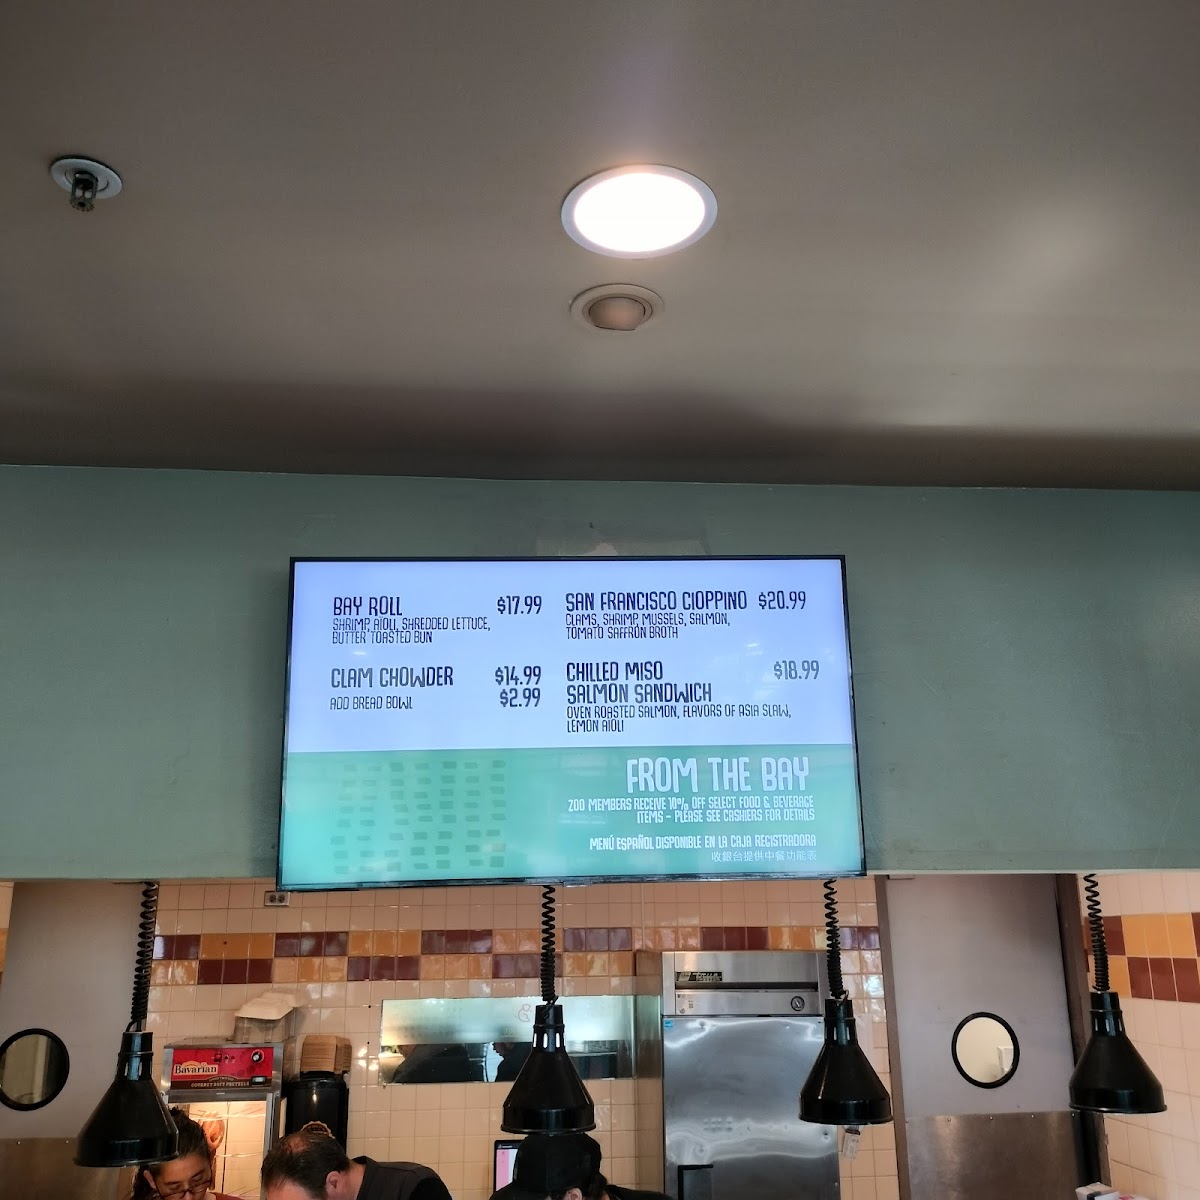 BAY ROLL $17.99
SHRIMP, AIOLI, SHREDDED LETTUCE,
BUTTER TOASTED BUN
CLAM CHOWDER $14.99
ADD BREAD BOWL $2.99
SAN FRANCISCO CIOPPINO $20.99
CLAMS, SHRIMP, MUSSELS, SALMON,
TOMATO SAFFRON BROTH
CHILLED MISO $18.99
SALMON SANDWICH
OVEN ROASTED SALMON, FLAVORS OF ASIA SLAW,
LEMON AIOLI
FROM THE BAY
ZOO MEMBERS RECEIVE 10% OFF SELECT FOOD & BEVERAGE
ITEMS - PLEASE SEE CASHIERS FOR DETAILS
MENÚ ESPAÑOL DISPONIBLE EN LA CAJA REGISTRADORA
收銀台提供中餐功能表
Bavarian
GOURMET SOFT PRETZELS